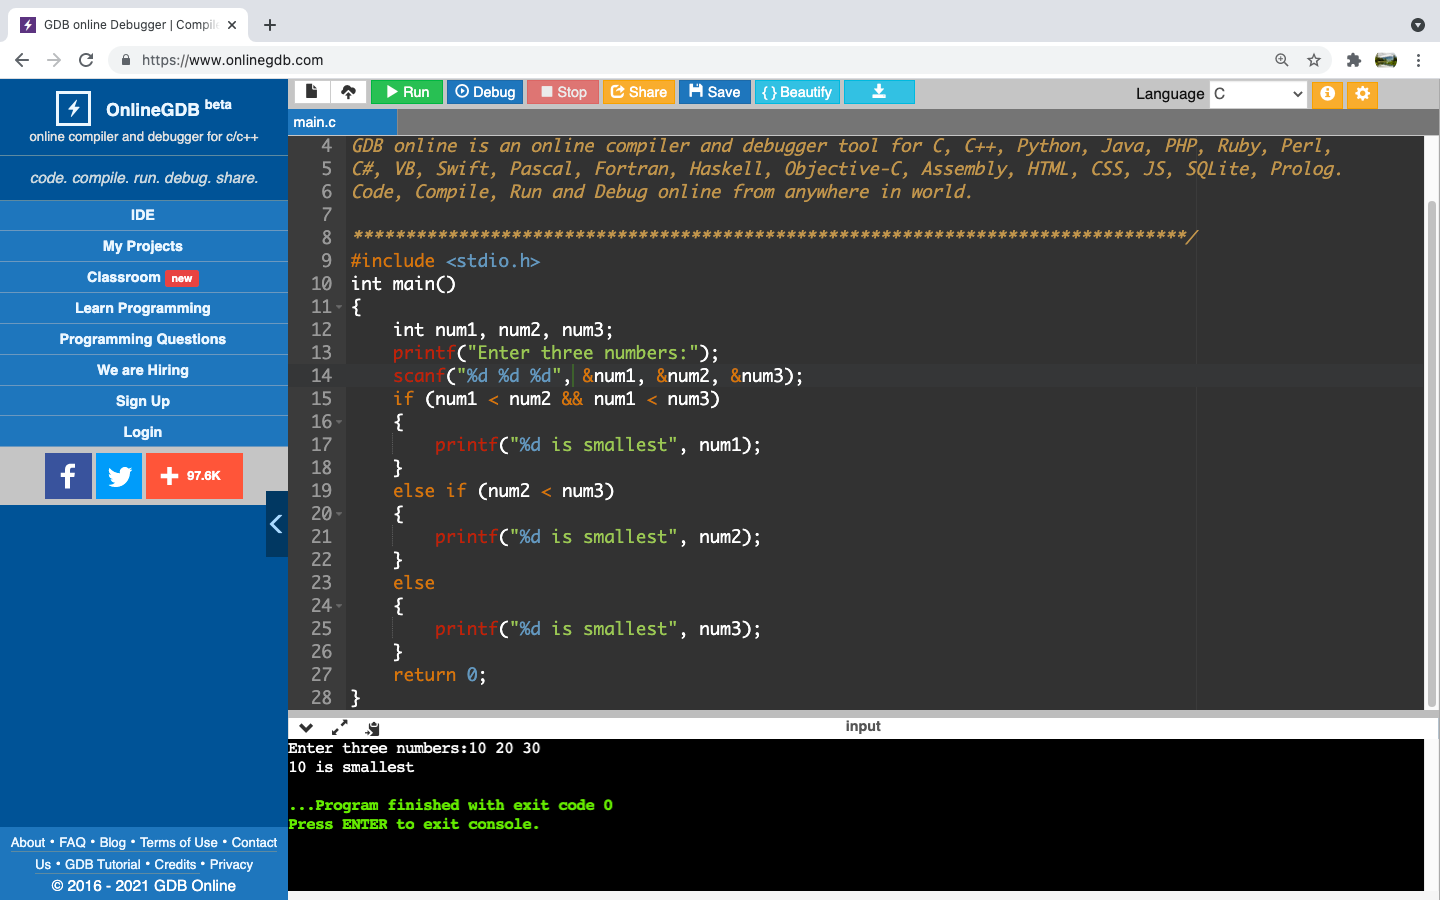 GDB online Debugger | Compil
https://www.onlinegdb.com
OnlineGDB beta
online compiler and debugger for c/c++
code. compile. run. debug. share.
IDE
My Projects
Classroom new
Learn Programming
Programming Questions
We are Hiring
Sign Up
Login
97.6K
About • FAQ • Blog • Terms of Use • Contact
Us • GDB Tutorial • Credits • Privacy
© 2016 - 2021 GDB Online
Run Debug Stop Share Save { } Beautify
Language C
main.c
4 GDB online is an online compiler and debugger tool for C, C++, Python, Java, PHP, Ruby, Perl,
5 C#, VB, Swift, Pascal, Fortran, Haskell, Objective-C, Assembly, HTML, CSS, JS, SQLite, Prolog.
6 Code, Compile, Run and Debug online from anywhere in world.
7
8 *******************************************************************************/
9 #include <stdio.h>
10 int main()
11 {
12     int num1, num2, num3;
13     printf("Enter three numbers:");
14     scanf("%d %d %d", &num1, &num2, &num3);
15     if (num1 < num2 && num1 < num3)
16     {
17         printf("%d is smallest", num1);
18     }
19     else if (num2 < num3)
20     {
21         printf("%d is smallest", num2);
22     }
23     else
24     {
25         printf("%d is smallest", num3);
26     }
27     return 0;
28 }
input
Enter three numbers:10 20 30
10 is smallest
...Program finished with exit code 0
Press ENTER to exit console.